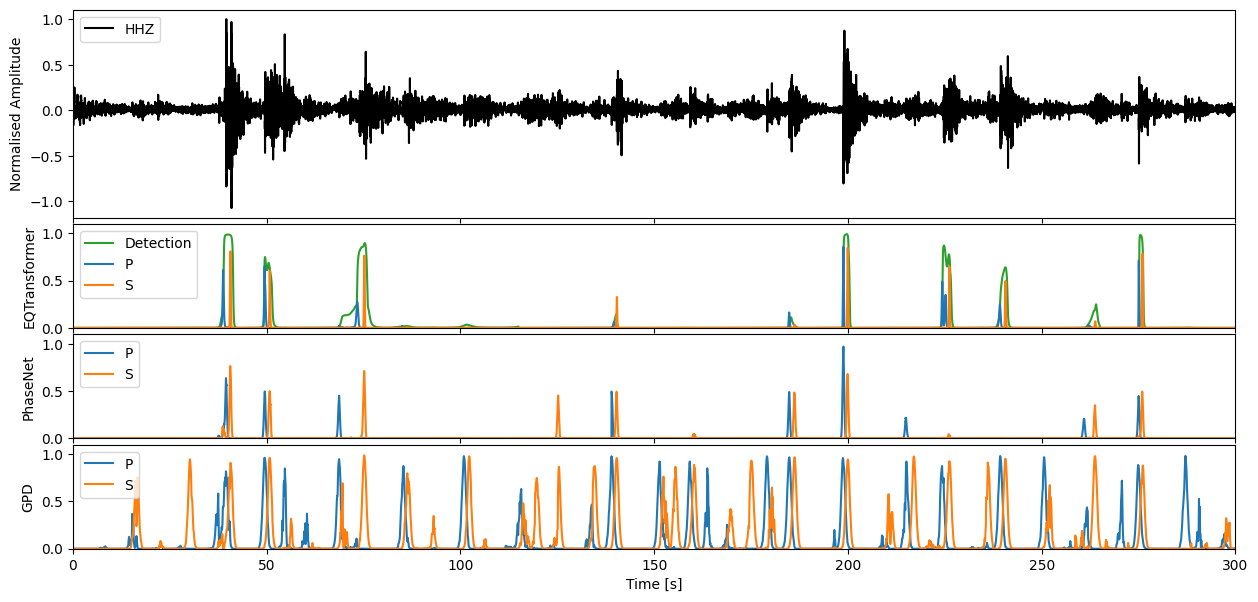 1.0
0.5
0.0
−0.5
−1.0
Normalised Amplitude
HHZ
1.0
0.5
0.0
EQTransformer
Detection
P
S
1.0
0.5
0.0
PhaseNet
P
S
1.0
0.5
0.0
GPD
P
S
0 50 100 150 200 250 300
Time [s]